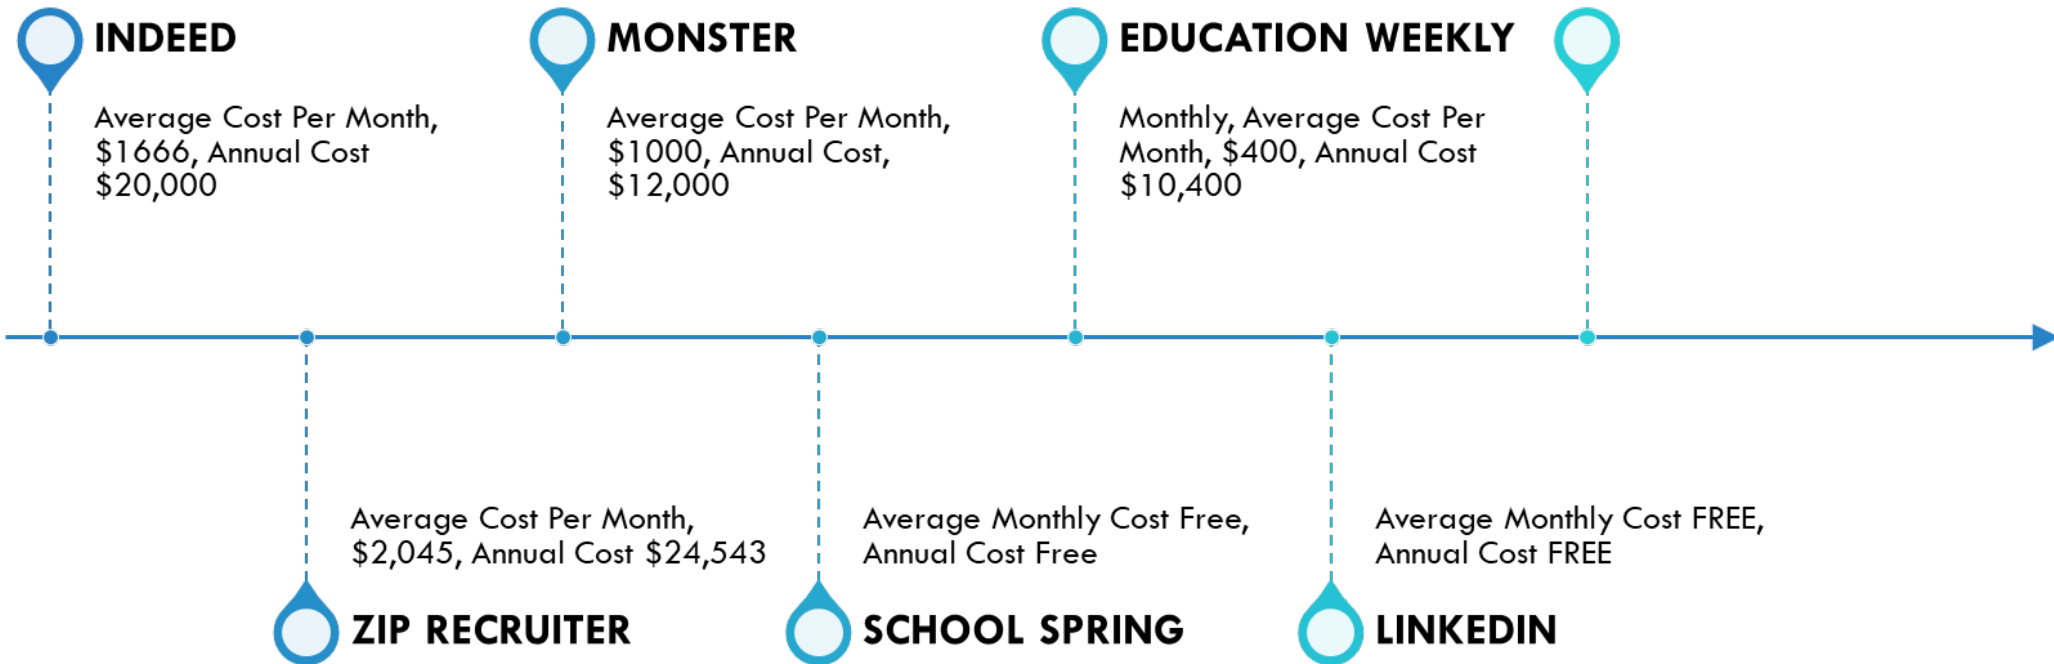 INDEED
Average Cost Per Month,
$1666, Annual Cost
$20,000
ZIP RECRUITER
Average Cost Per Month,
$2,045, Annual Cost $24,543
MONSTER
Average Cost Per Month,
$1000, Annual Cost,
$12,000
SCHOOL SPRING
Average Monthly Cost Free,
Annual Cost Free
EDUCATION WEEKLY
Monthly, Average Cost Per
Month, $400, Annual Cost
$10,400
LINKEDIN
Average Monthly Cost FREE,
Annual Cost FREE